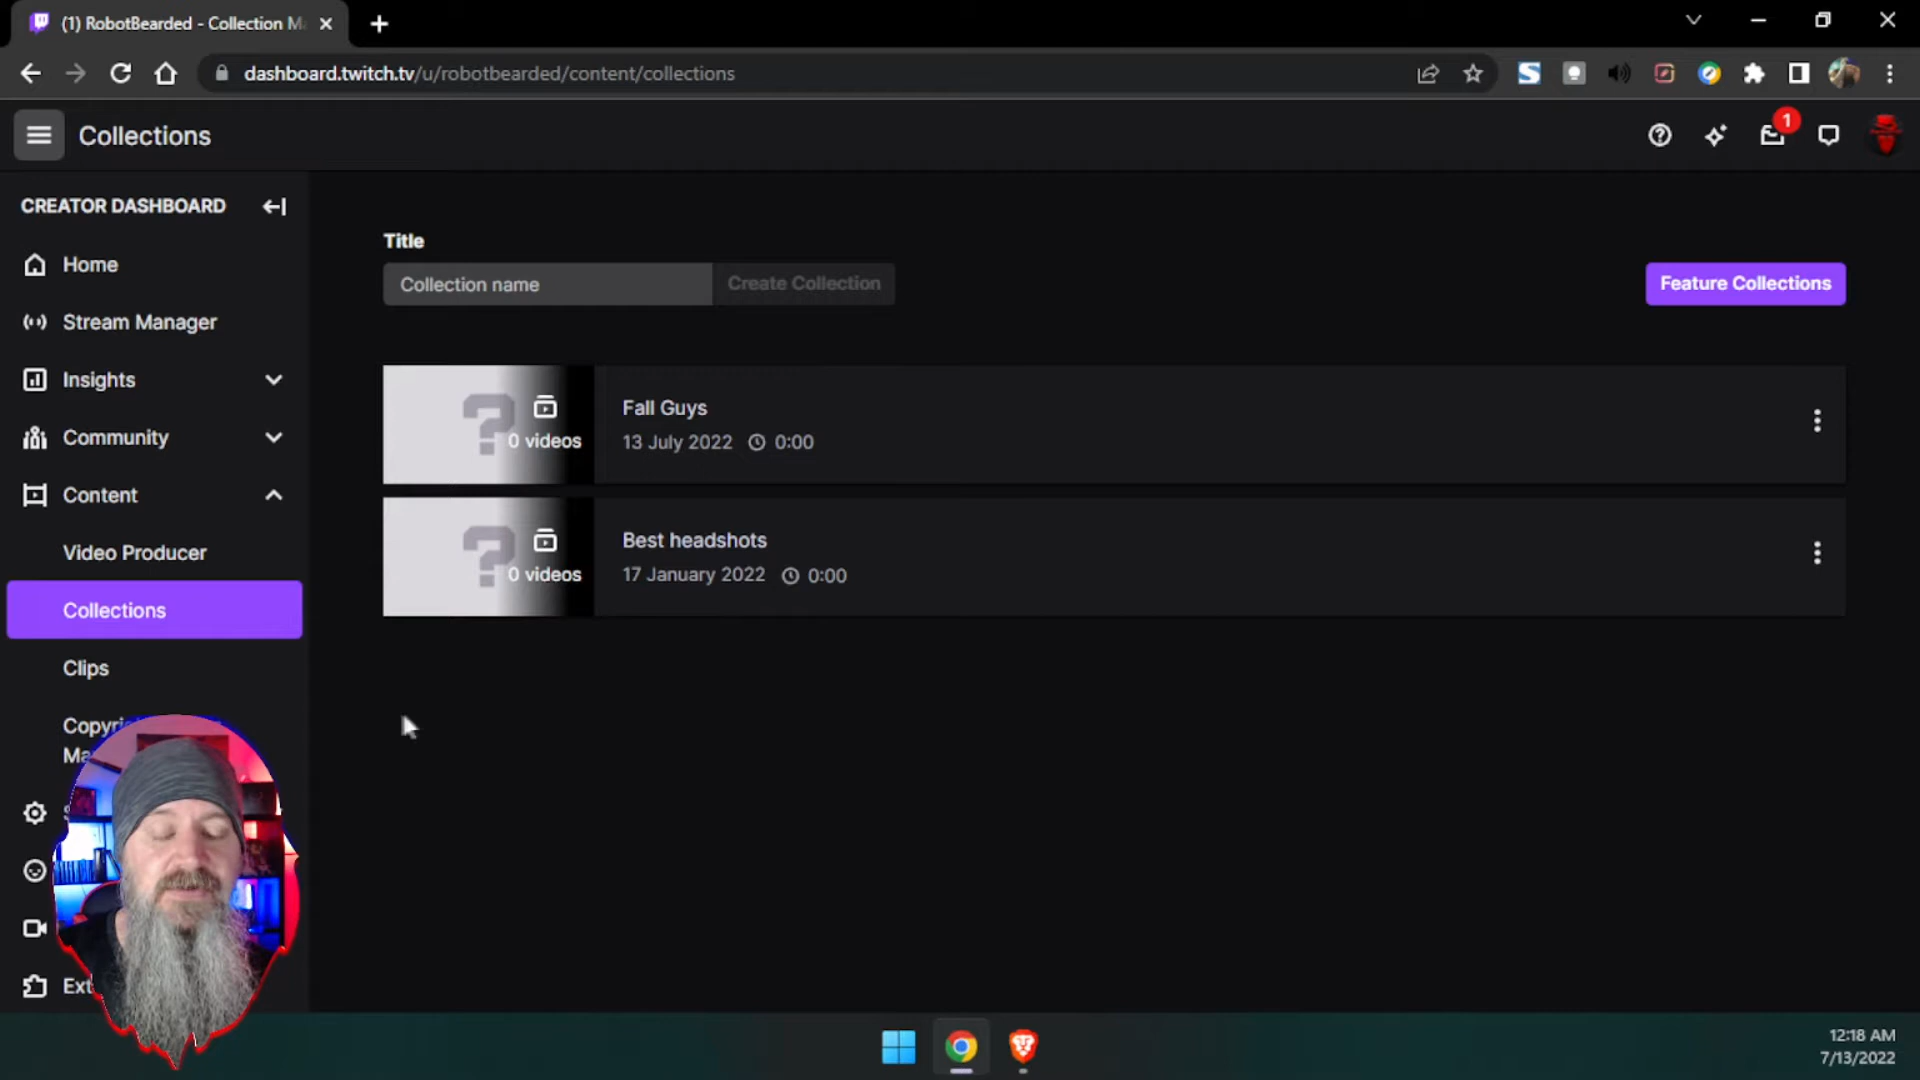 (1) RobotBearded - Collection M
dashboard.twitch.tv/u/robotbearded/content/collections
Collections
1
CREATOR DASHBOARD
Home
Stream Manager
Insights
Community
Content
Video Producer
Collections
Clips
Title
Collection name
Create Collection
Feature Collections
0 videos
Fall Guys
13 July 2022
0:00
0 videos
Best headshots
17 January 2022
0:00
12:18 AM
7/13/2022